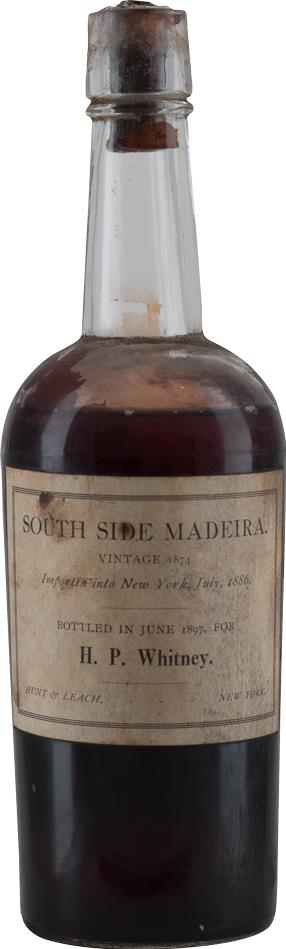 SOUTH SIDE MADEIRA.
VINTAGE 1874.
Imported into New York, July, 1886.
BOTTLED IN JUNE 1897, FOR
H. P. Whitney.
HUNT & LEACH, . . . . NEW YORK.